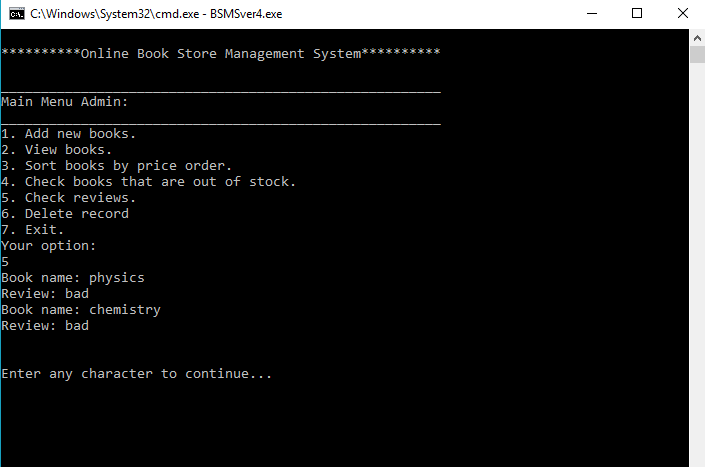 C:\Windows\System32\cmd.exe - BSMSver4.exe
**********Online Book Store Management System**********
_______________________________________________________
Main Menu Admin:
_______________________________________________________
1. Add new books.
2. View books.
3. Sort books by price order.
4. Check books that are out of stock.
5. Check reviews.
6. Delete record
7. Exit.
Your option:
5
Book name: physics
Review: bad
Book name: chemistry
Review: bad
Enter any character to continue...